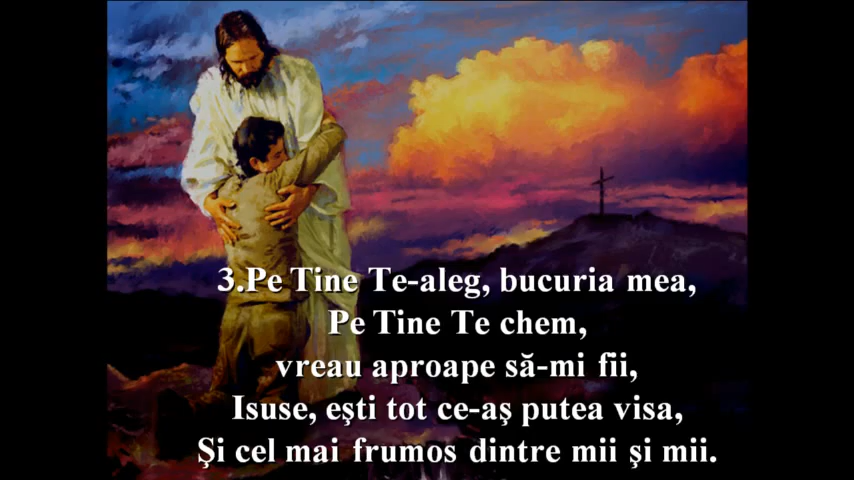 3.Pe Tine Te-aleg, bucuria mea,
Pe Tine Te chem,
vreau aproape să-mi fii,
Isuse, eşti tot ce-aş putea visa,
Şi cel mai frumos dintre mii şi mii.